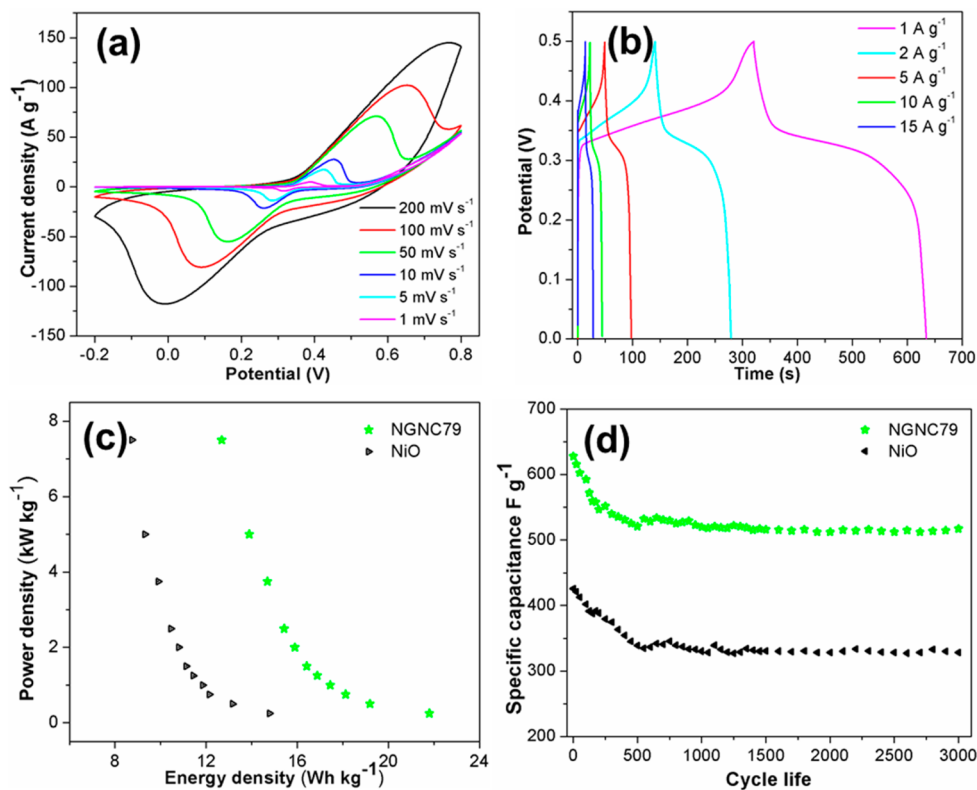 (a)
150
100
50
0
-50
-100
-150
Current density (A g-1)
-0.2 0.0 0.2 0.4 0.6 0.8
Potential (V)
200 mV s-1
100 mV s-1
50 mV s-1
10 mV s-1
5 mV s-1
1 mV s-1
(b)
0.5
0.4
0.3
0.2
0.1
0.0
Potential (V)
0 100 200 300 400 500 600 700
Time (s)
1 A g-1
2 A g-1
5 A g-1
10 A g-1
15 A g-1
(c)
8
6
4
2
0
Power density (kW kg-1)
8 12 16 20 24
Energy density (Wh kg-1)
NGNC79
NiO
(d)
700
600
500
400
300
200
Specific capacitance F g-1
0 500 1000 1500 2000 2500 3000
Cycle life
NGNC79
NiO